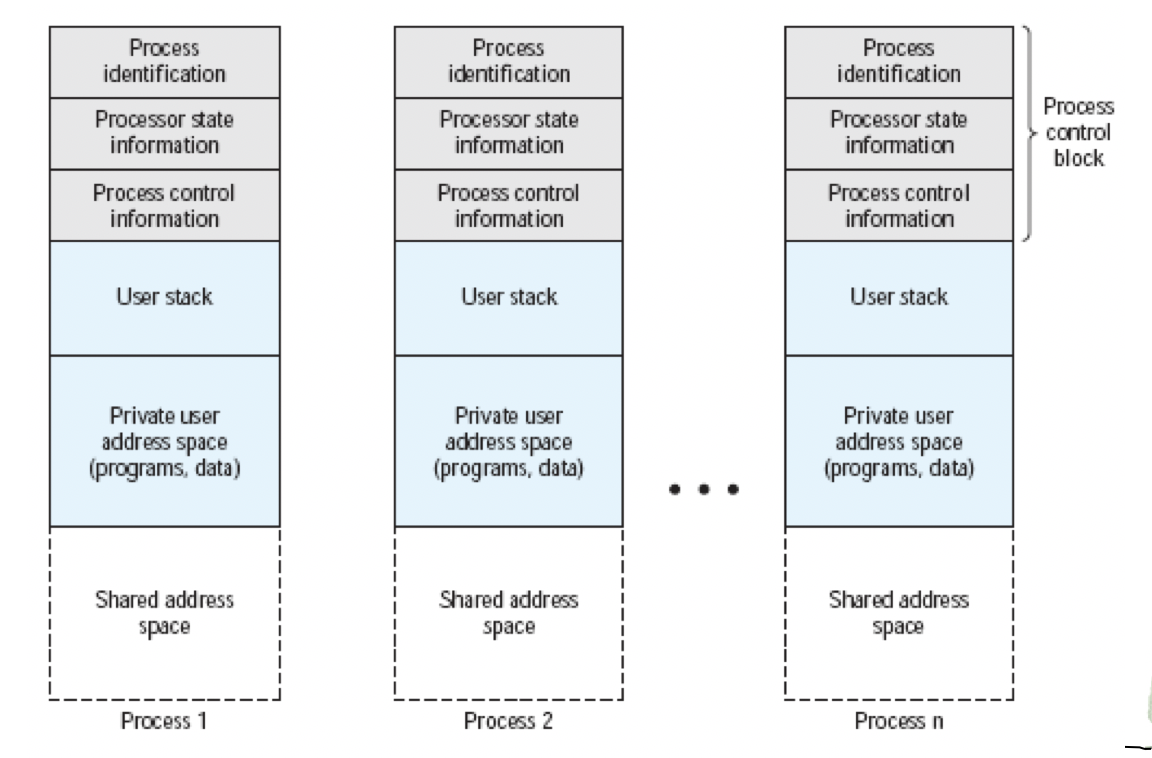 Process
identification
Processor state
information
Process control
information
User stack
Private user
address space
(programs, data)
Shared address
space
Process 1
Process
identification
Processor state
information
Process control
information
User stack
Private user
address space
(programs, data)
Shared address
space
Process 2
• • •
Process
identification
Processor state
information
Process control
information
User stack
Private user
address space
(programs, data)
Shared address
space
Process n
Process
control
block